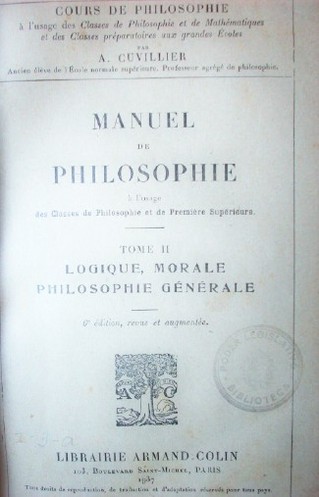 COURS DE PHILOSOPHIE
à l'usage des Classes de Philosophie et de Mathématiques
et des Classes préparatoires aux grandes Écoles
PAR
A. CUVILLIER
Ancien élève de l'École normale supérieure, Professeur agrégé de philosophie.
MANUEL
DE
PHILOSOPHIE
à l'usage
des Classes de Philosophie et de Première Supérieure.
TOME II
LOGIQUE, MORALE
PHILOSOPHIE GÉNÉRALE
6e édition, revue et augmentée.
A C
PODER LEGISLATIVO
BIBLIOTECA
LIBRAIRIE ARMAND COLIN
103, BOULEVARD SAINT-MICHEL, PARIS
1937
Tous droits de reproduction, de traduction et d'adaptation réservés pour tous pays.